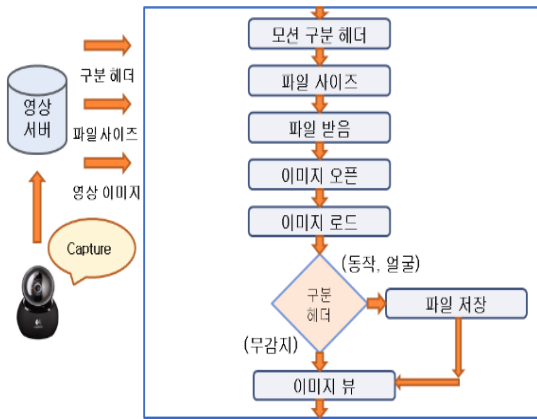 모션 구분 헤더
구분 헤더
파일 사이즈
영상
서버
파일 사이즈
파일 받음
영상 이미지
이미지 오픈
이미지 로드
Capture
(동작, 얼굴)
구분
헤더
파일 저장
(무감지)
이미지 뷰